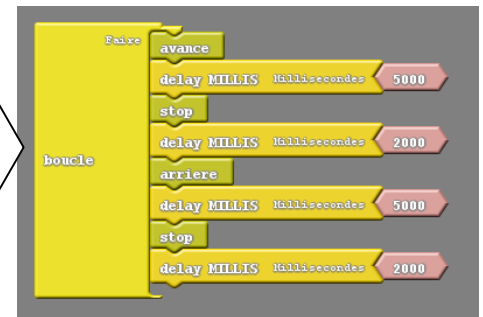 Faire
avance
delay MILLIS Millisecondes 5000
stop
delay MILLIS Millisecondes 2000
boucle
arriere
delay MILLIS Millisecondes 5000
stop
delay MILLIS Millisecondes 2000